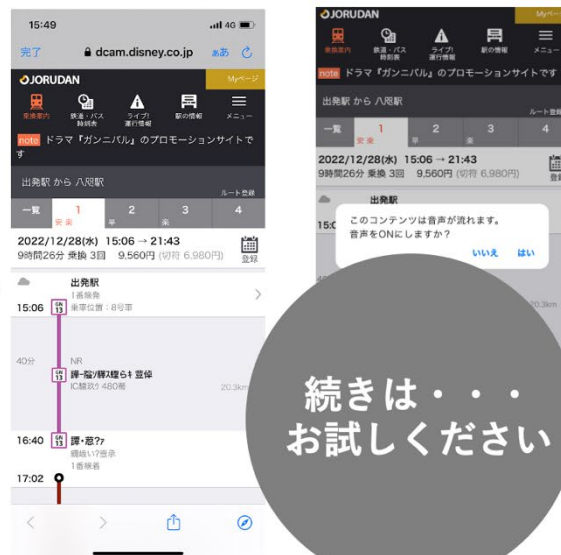 15:49
4G
完了
dcam.disney.co.jp
ぁあ
JORUDAN
Myページ
乗換案内
鉄道・バス
時刻表
ライブ!
運行情報
駅の情報
メニュー
note ドラマ『ガンニバル』のプロモーションサイトで
す
出発駅 から 八咫駅
ルート登録
一覧
1
安 楽
2
早
3
楽
4
2022/12/28(水) 15:06 → 21:43
9時間26分 乗換 3回 9,560円 (切符 6,980円)
登録
出発駅
1番線発
15:06
GN
13
乗車位置：8号車
40分
NR
GN
13
20.3km
16:40
GN
13
1番線着
17:02
JORUDAN
Myページ
乗換案内
鉄道・バス
時刻表
ライブ!
運行情報
駅の情報
メニュー
note ドラマ『ガンニバル』のプロモーションサイトです
出発駅 から 八咫駅
ルート登録
一覧
1
安 楽
2
早
3
楽
4
2022/12/28(水) 15:06 → 21:43
9時間26分 乗換 3回 9,560円 (切符 6,980円)
登録
出発駅
このコンテンツは音声が流れます。
音声をONにしますか？
いいえ はい
20.3km
続きは・・・
お試しください